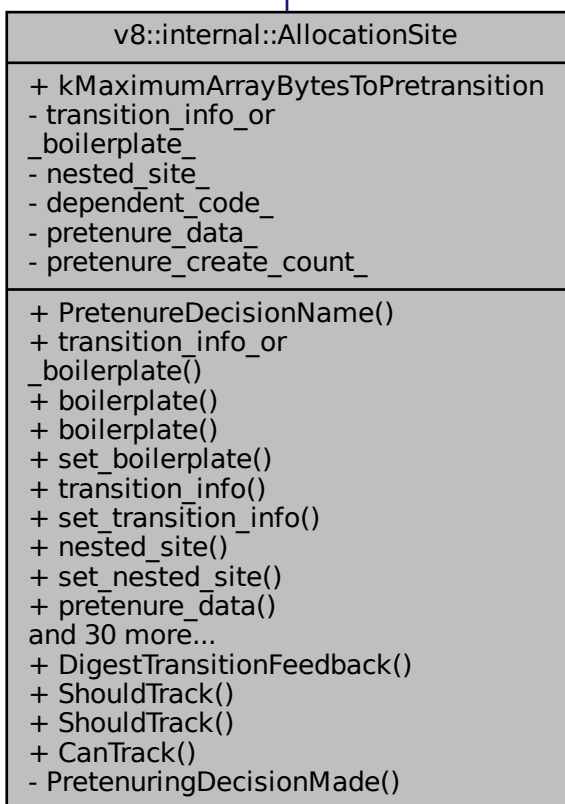 v8::internal::AllocationSite
+ kMaximumArrayBytesToPretransition
- transition_info_or
_boilerplate_
- nested_site_
- dependent_code_
- pretenure_data_
- pretenure_create_count_
+ PretenureDecisionName()
+ transition_info_or
_boilerplate()
+ boilerplate()
+ boilerplate()
+ set_boilerplate()
+ transition_info()
+ set_transition_info()
+ nested_site()
+ set_nested_site()
+ pretenure_data()
and 30 more...
+ DigestTransitionFeedback()
+ ShouldTrack()
+ ShouldTrack()
+ CanTrack()
- PretenuringDecisionMade()